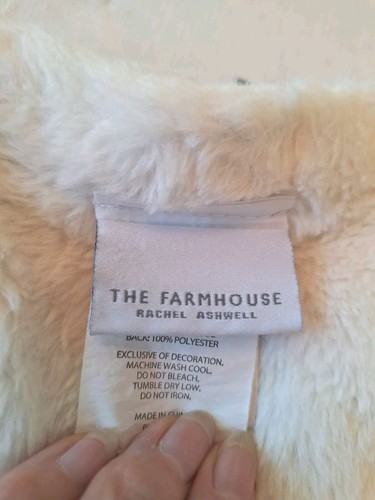 THE FARMHOUSE
RACHEL ASHWELL
BACK: 100% POLYESTER
EXCLUSIVE OF DECORATION.
MACHINE WASH COOL.
DO NOT BLEACH,
TUMBLE DRY LOW.
DO NOT IRON.
MADE IN